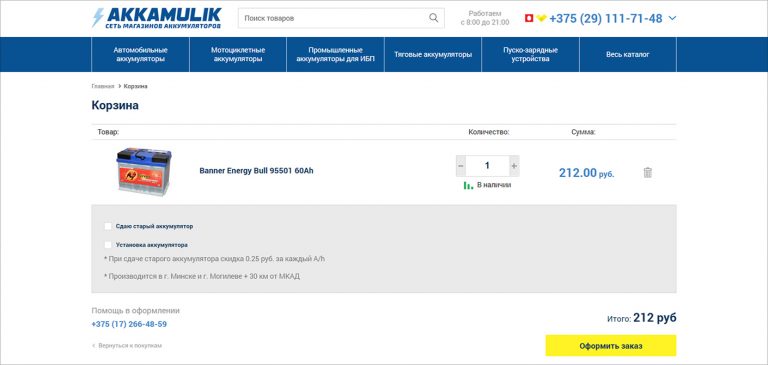 AKKAMULIK
СЕТЬ МАГАЗИНОВ АККУМУЛЯТОРОВ
Поиск товаров
Работаем
с 8:00 до 21:00
+375 (29) 111-71-48
Автомобильные
аккумуляторы
Мотоциклетные
аккумуляторы
Промышленные
аккумуляторы для ИБП
Тяговые аккумуляторы
Пуско-зарядные
устройства
Весь каталог
Главная > Корзина
Корзина
Товар:
Количество:
Сумма:
Banner Energy Bull 95501 60Ah
− 1 +
В наличии
212.00 руб.
Сдаю старый аккумулятор
Установка аккумулятора
* При сдаче старого аккумулятора скидка 0.25 руб. за каждый A/h
* Производится в г. Минске и г. Могилеве + 30 км от МКАД
Помощь в оформлении
+375 (17) 266-48-59
Итого: 212 руб
< Вернуться к покупкам
Оформить заказ